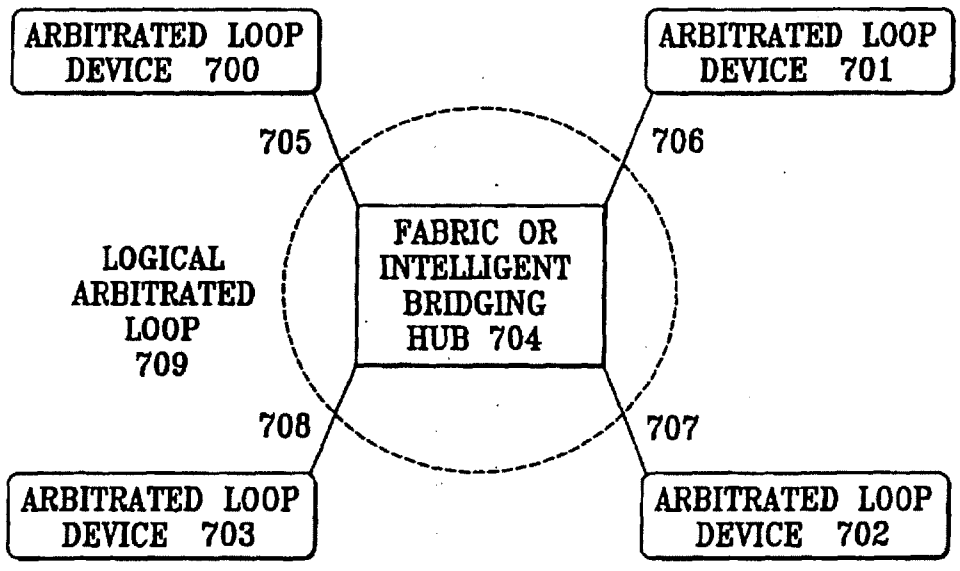 ARBITRATED LOOP
DEVICE 700
ARBITRATED LOOP
DEVICE 701
705
706
FABRIC OR
INTELLIGENT
BRIDGING
HUB 704
LOGICAL
ARBITRATED
LOOP
709
708
707
ARBITRATED LOOP
DEVICE 703
ARBITRATED LOOP
DEVICE 702